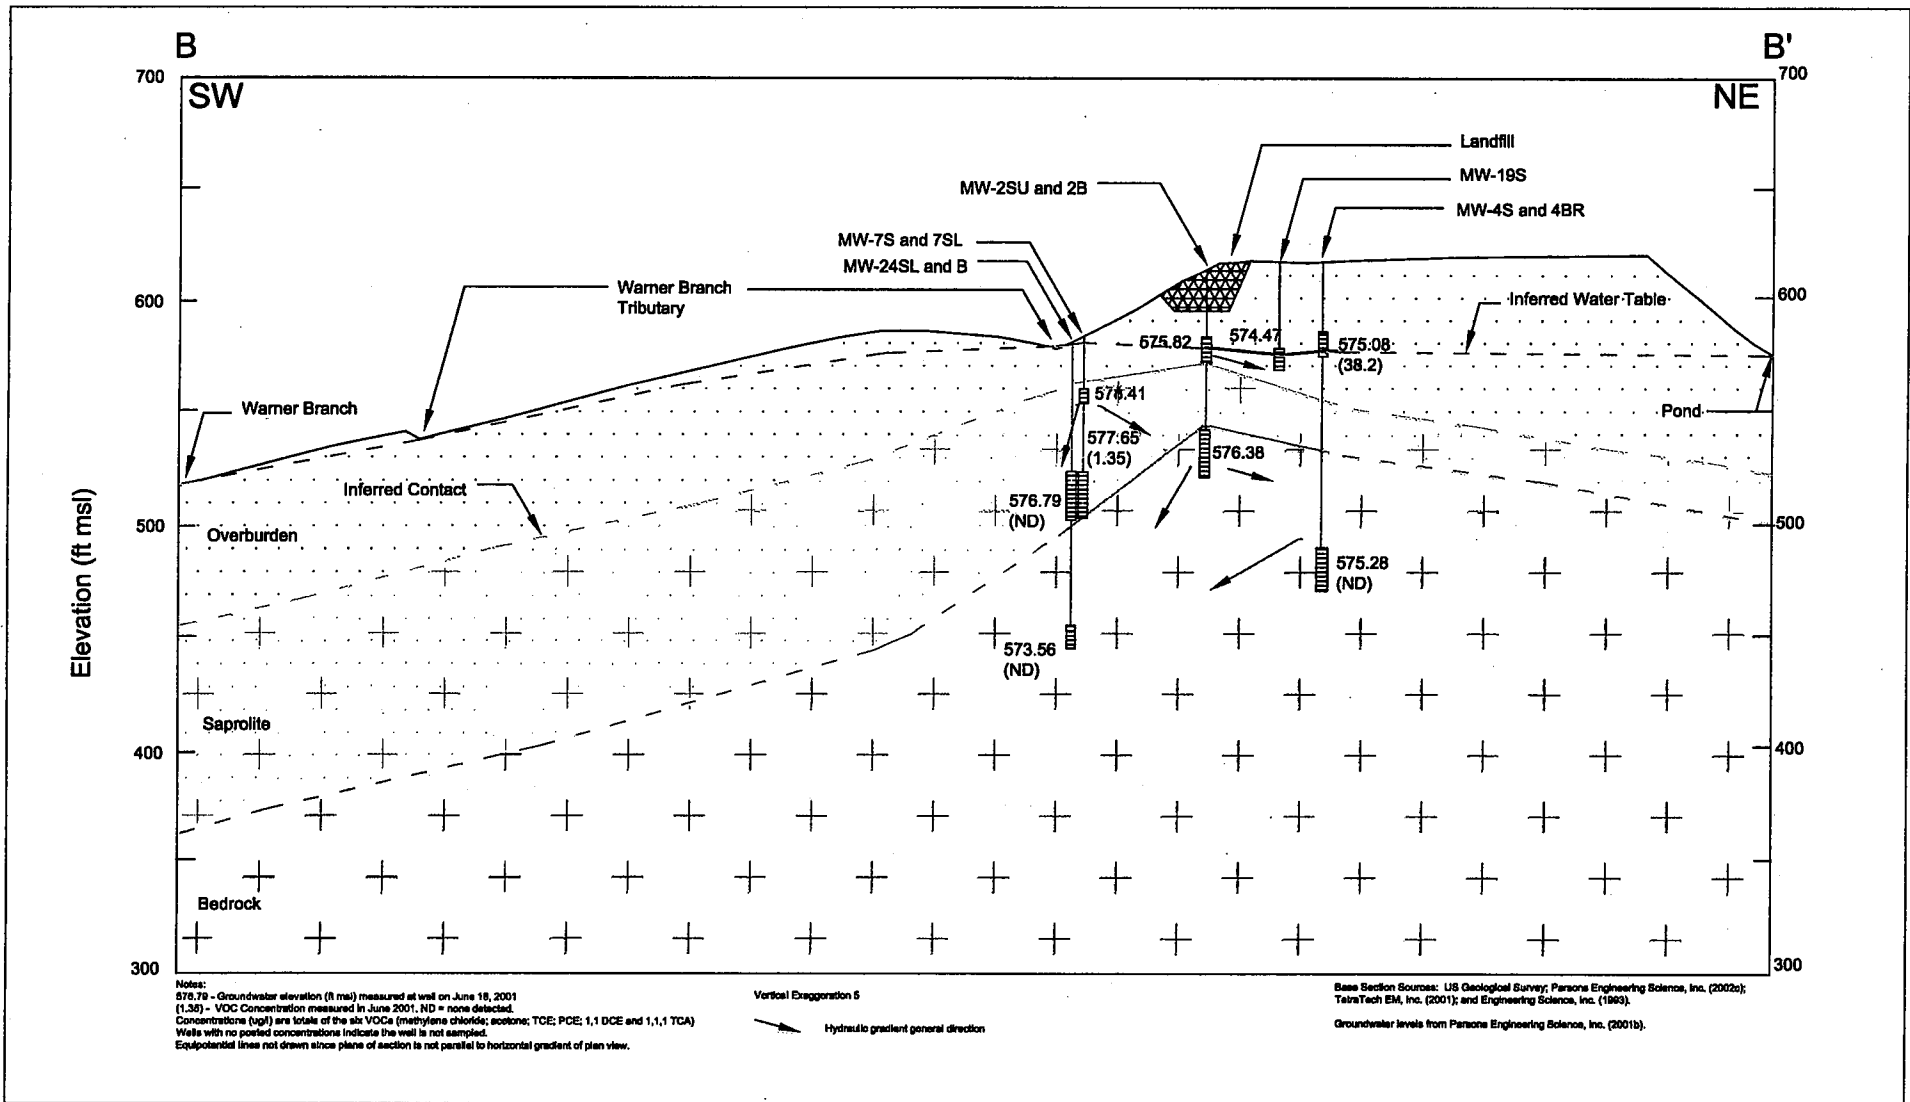 B
B'
700
700
SW
NE
Landfill
MW-19S
MW-2SU and 2B
MW-4S and 4BR
MW-7S and 7SL
MW-24SL and B
Warner Branch
Tributary
600
600
Inferred Water Table
575.82
574.47
575.08
(38.2)
Warner Branch
Pond
577.65
(1.35)
576.38
Inferred Contact
576.79
(ND)
500
500
Overburden
575.28
(ND)
573.56
(ND)
Elevation (ft msl)
Saprolite
400
400
Bedrock
300
300
Notes:
576.79 - Groundwater elevation (ft msl) measured at well on June 18, 2001
(1.35) - VOC Concentration measured in June 2001. ND = none detected.
Concentrations (ug/l) are totals of the six VOCs (methylene chloride; acetone; TCE; PCE; 1,1 DCE and 1,1,1 TCA)
Wells with no posted concentrations indicate the well is not sampled.
Equipotential lines not drawn since plane of section is not parallel to horizontal gradient of plan view.
Vertical Exaggeration 5
Hydraulic gradient general direction
Base Section Sources: US Geological Survey; Parsons Engineering Science, Inc. (2002c);
TetraTech EM, Inc. (2001); and Engineering Science, Inc. (1993).
Groundwater levels from Parsons Engineering Science, Inc. (2001b).